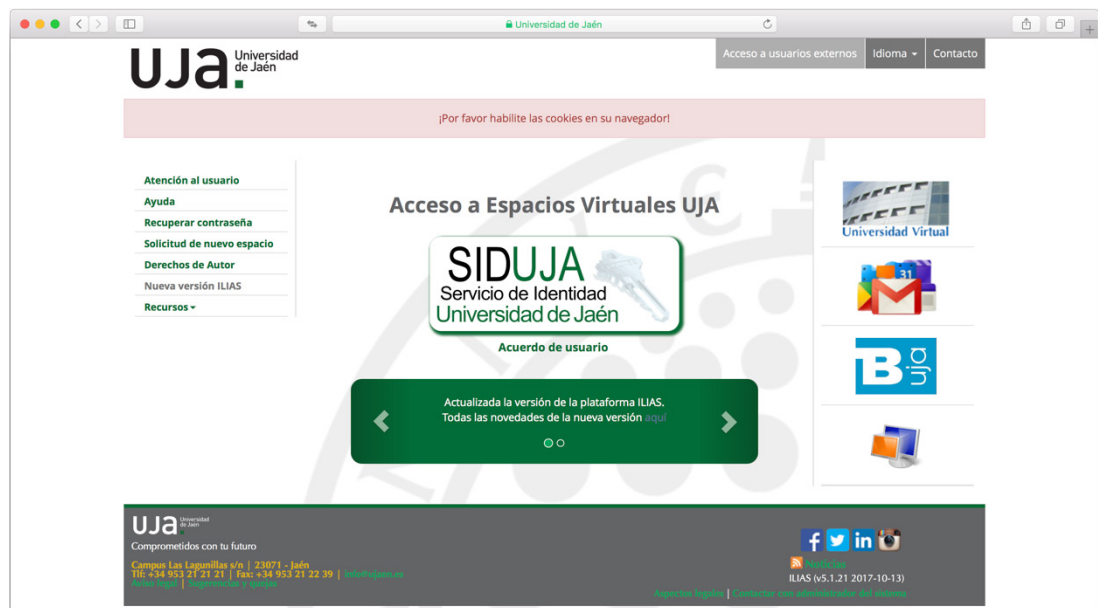 Universidad de Jaén
UJa. Universidad
de Jaén
Acceso a usuarios externos Idioma Contacto
¡Por favor habilite las cookies en su navegador!
Atención al usuario
Ayuda
Recuperar contraseña
Solicitud de nuevo espacio
Derechos de Autor
Nueva versión ILIAS
Recursos
Acceso a Espacios Virtuales UJA
SIDUJA
Servicio de Identidad
Universidad de Jaén
Acuerdo de usuario
Actualizada la versión de la plataforma ILIAS.
Todas las novedades de la nueva versión aquí
Universidad Virtual
31
M
B uja
UJa. Universidad
de Jaén
Comprometidos con tu futuro
Campus Las Lagunillas s/n | 23071 - Jaén
Tlf: +34 953 21 21 21 | Fax: +34 953 21 22 39 | info@ujaen.es
Aviso legal | Sugerencias y quejas
f in
Noticias
ILIAS (v5.1.21 2017-10-13)
Aspectos legales | Contactar con administrador del sistema